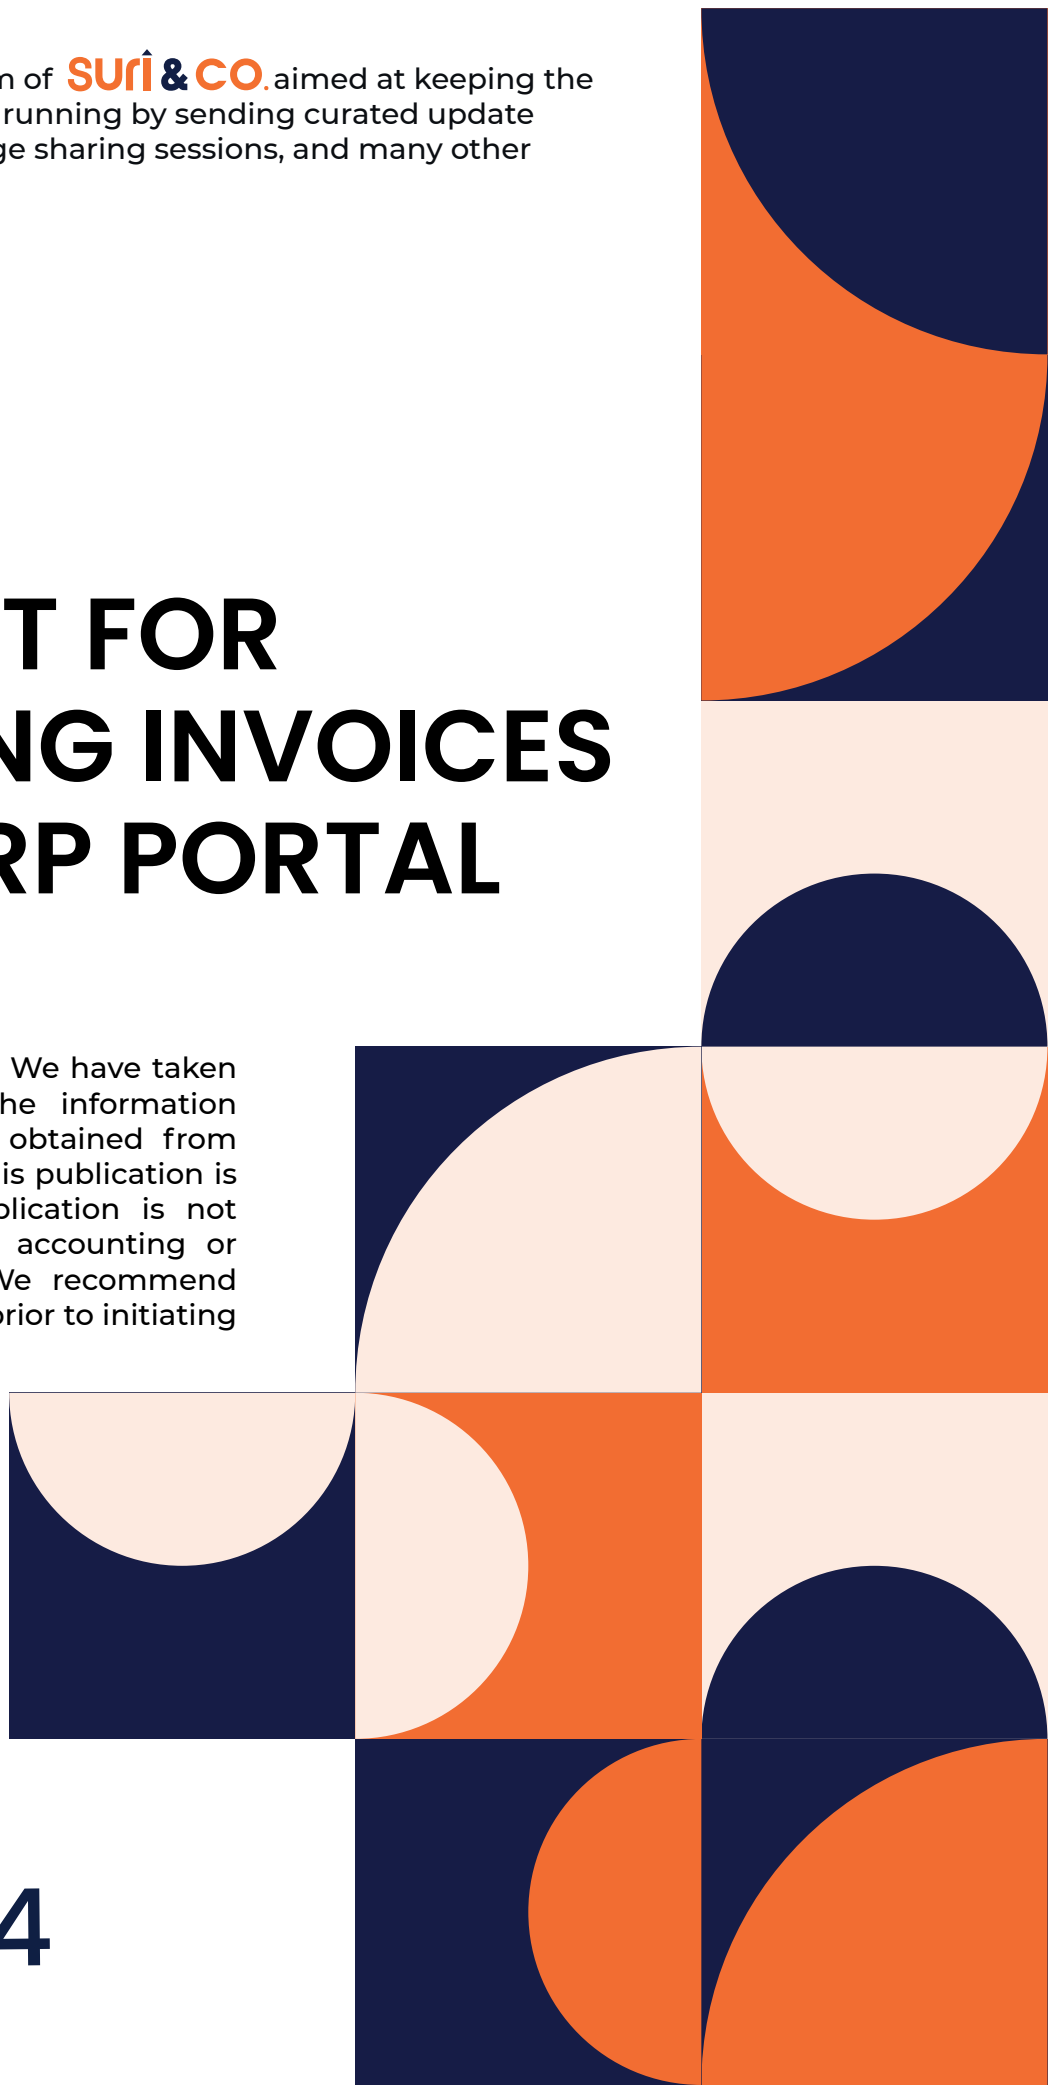 m of surî & co. aimed at keeping the
running by sending curated update
ge sharing sessions, and many other
T FOR
NG INVOICES
RP PORTAL
We have taken
he information
obtained from
is publication is
blication is not
accounting or
We recommend
prior to initiating
4